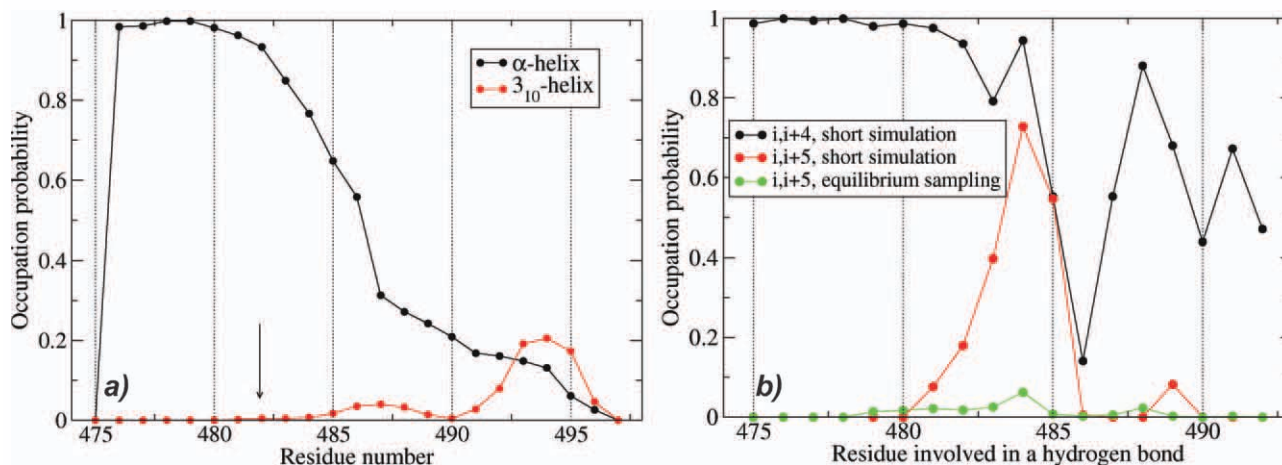 1
0.8
0.6
0.4
0.2
0
Occupation probability
α-helix
3₁₀-helix
a)
475 480 485 490 495
Residue number
1
0.8
0.6
0.4
0.2
0
Occupation probability
i,i+4, short simulation
i,i+5, short simulation
i,i+5, equilibrium sampling
b)
475 480 485 490
Residue involved in a hydrogen bond